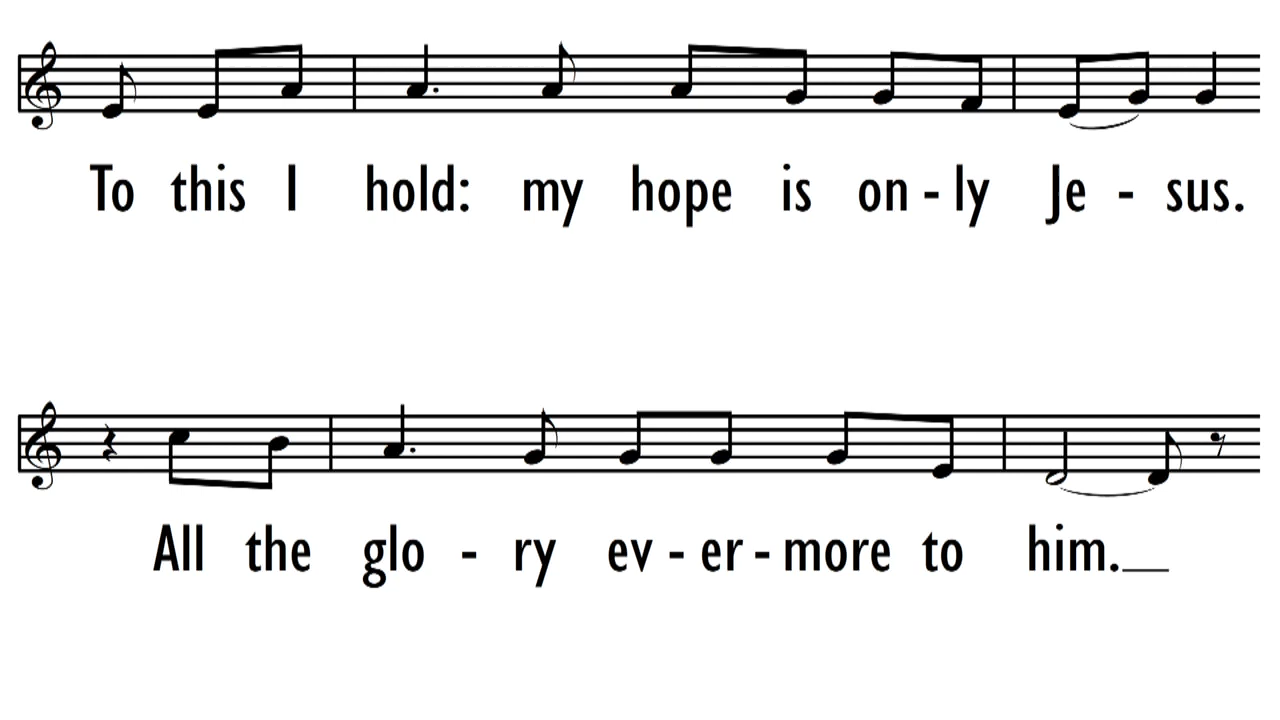 To this I hold: my hope is on - ly Je - sus.
All the glo - ry ev - er - more to him.__